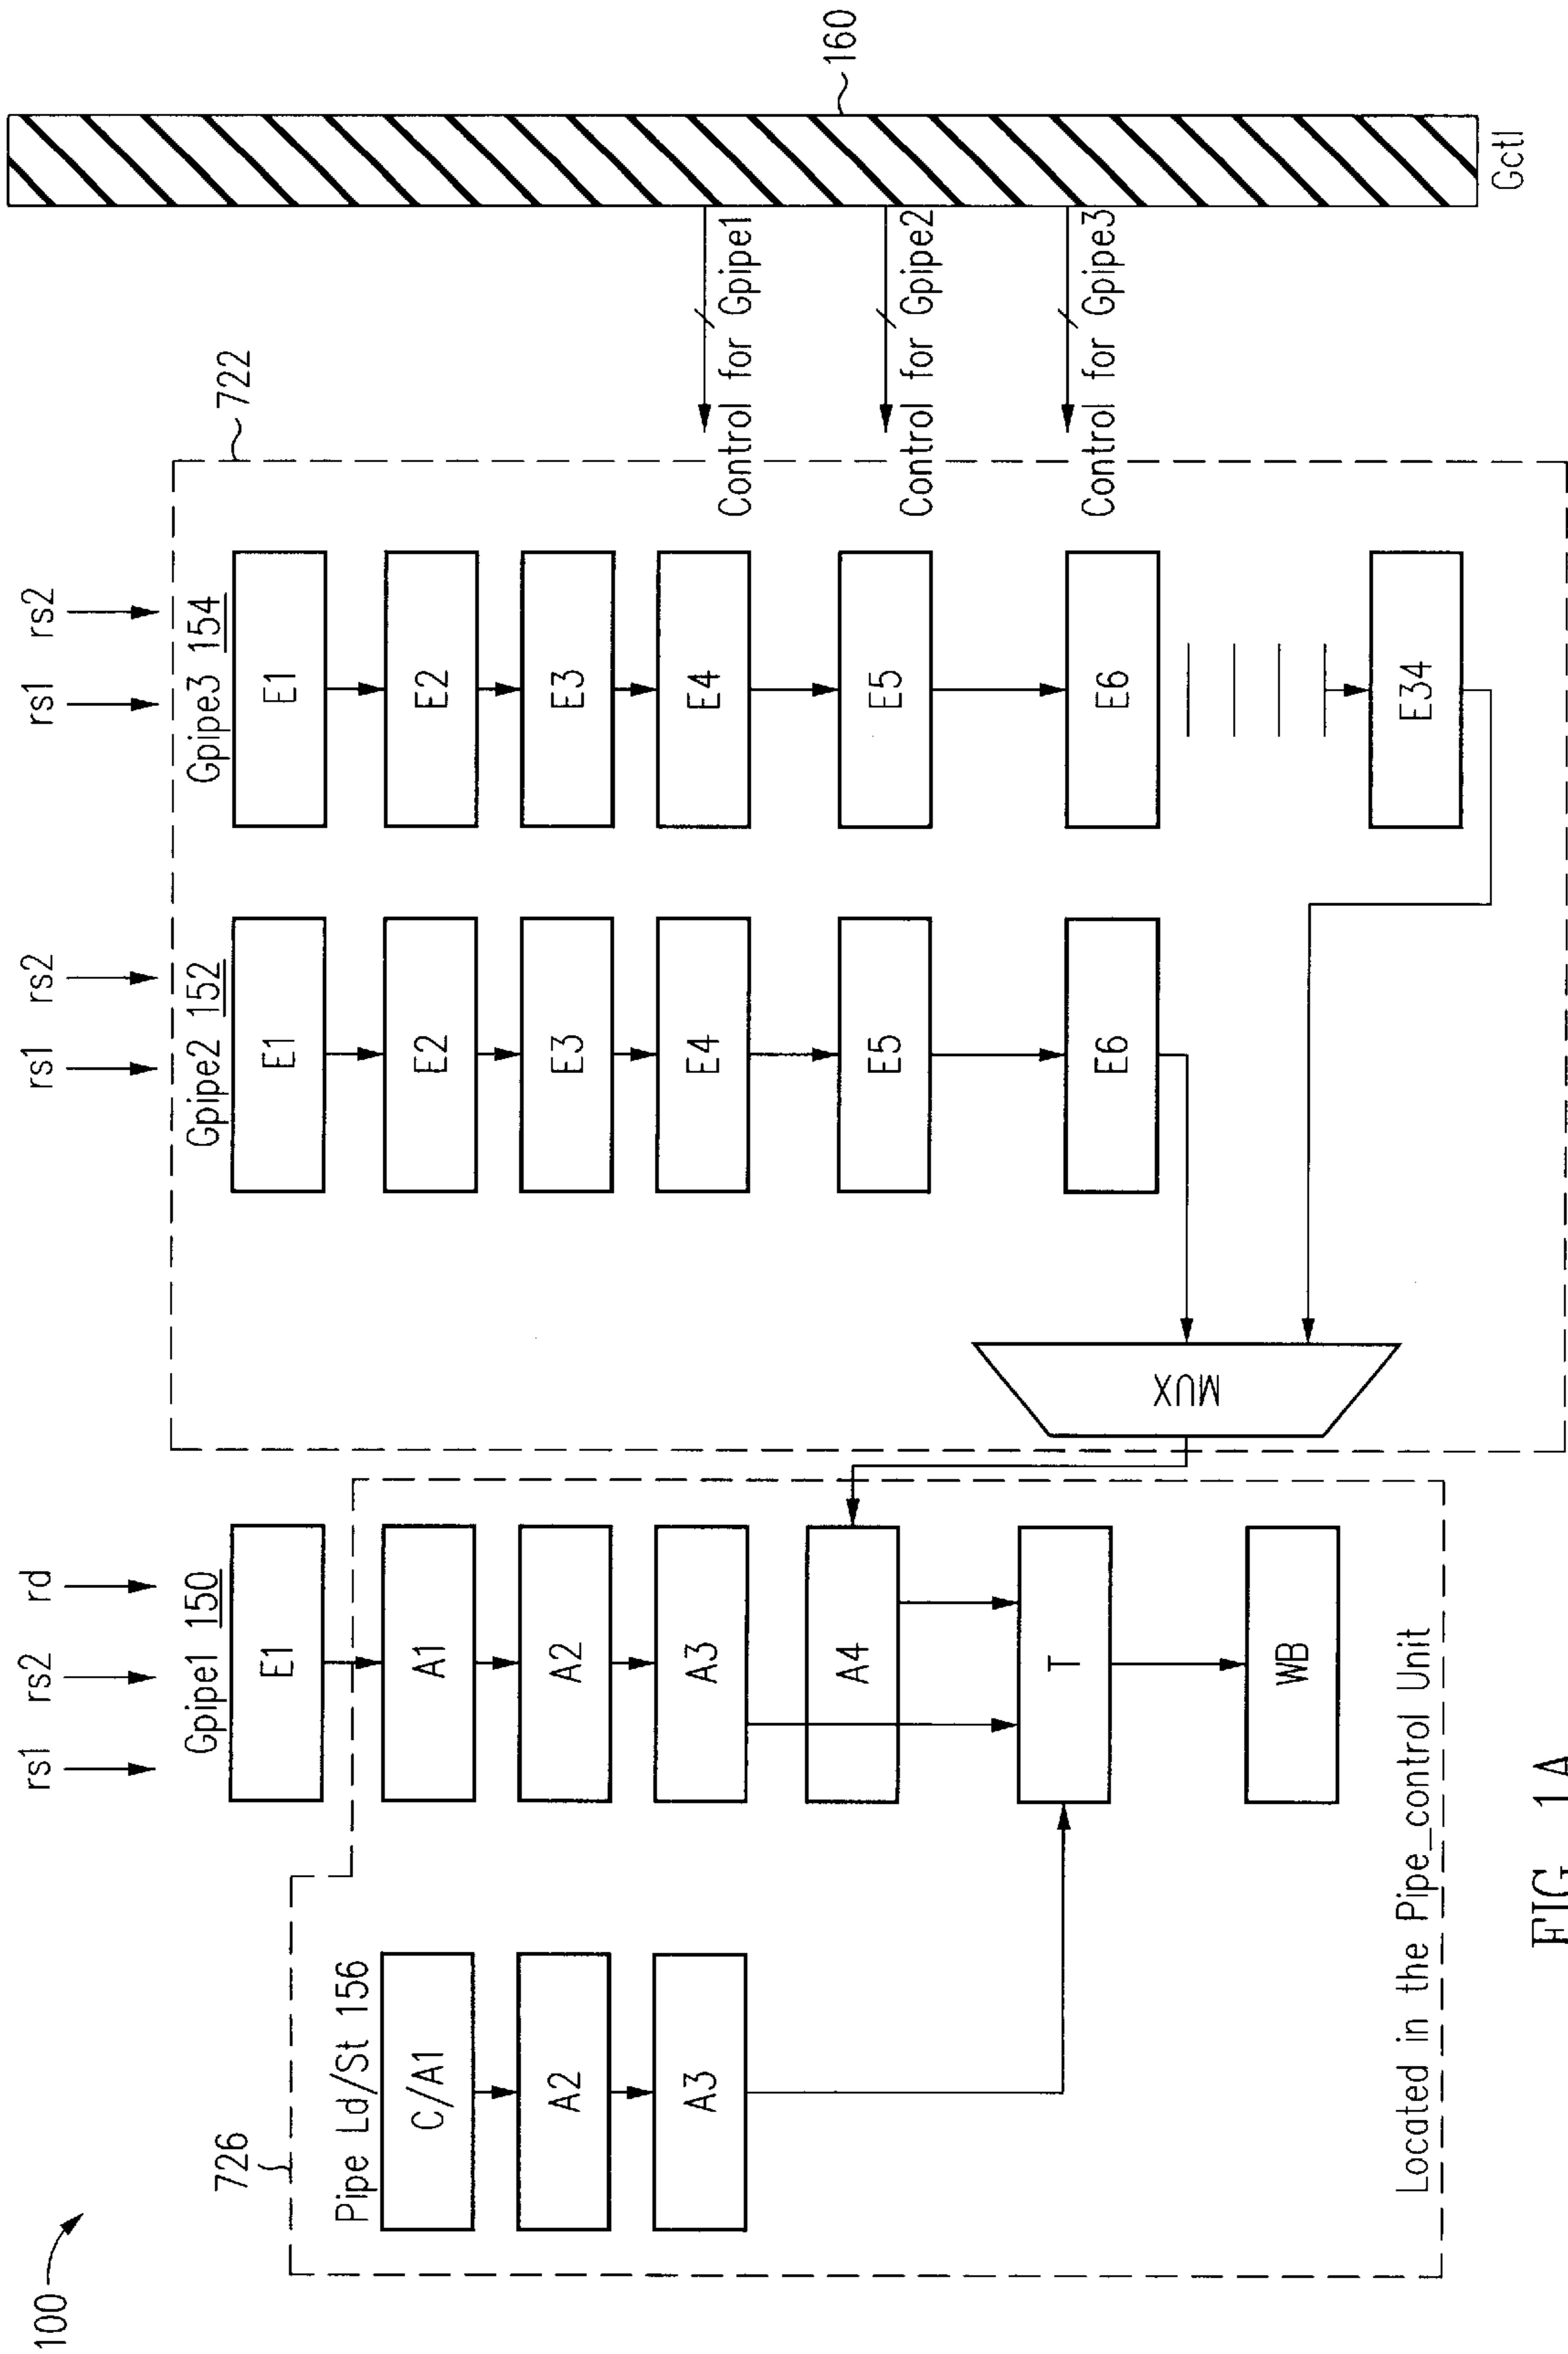 100
726
Pipe Ld/St 156
C/A1
A2
A3
rs1 rs2 rd
Gpipe1 150
E1
A1
A2
A3
A4
T
WB
Located in the Pipe_control Unit
rs1 rs2
Gpipe2 152
E1
E2
E3
E4
E5
E6
MUX
rs1 rs2
Gpipe3 154
E1
E2
E3
E4
E5
E6
E34
722
Control for Gpipe1
Control for Gpipe2
Control for Gpipe3
160
Gctl
FIG. 1A